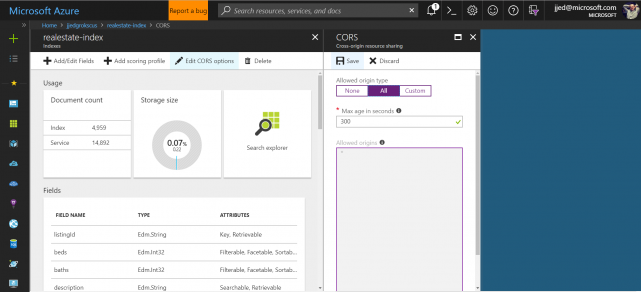 Microsoft Azure
Report a bug
Search resources, services, and docs
jjed@microsoft.com
MICROSOFT
Home > jjedgrokscus > realestate-index > CORS
realestate-index
Indexes
Add/Edit Fields
Add scoring profile
Edit CORS options
Delete
Usage
Document count
Index 4,959
Service 14,892
Storage size
0.07%
Search explorer
Fields
FIELD NAME TYPE ATTRIBUTES
listingId Edm.String Key, Retrievable
beds Edm.Int32 Filterable, Facetable, Sortab...
baths Edm.Int32 Filterable, Facetable, Sortab...
description Edm.String Searchable, Retrievable
CORS
Cross-origin resource sharing
Save
Discard
Allowed origin type
None All Custom
* Max age in seconds
300
Allowed origins